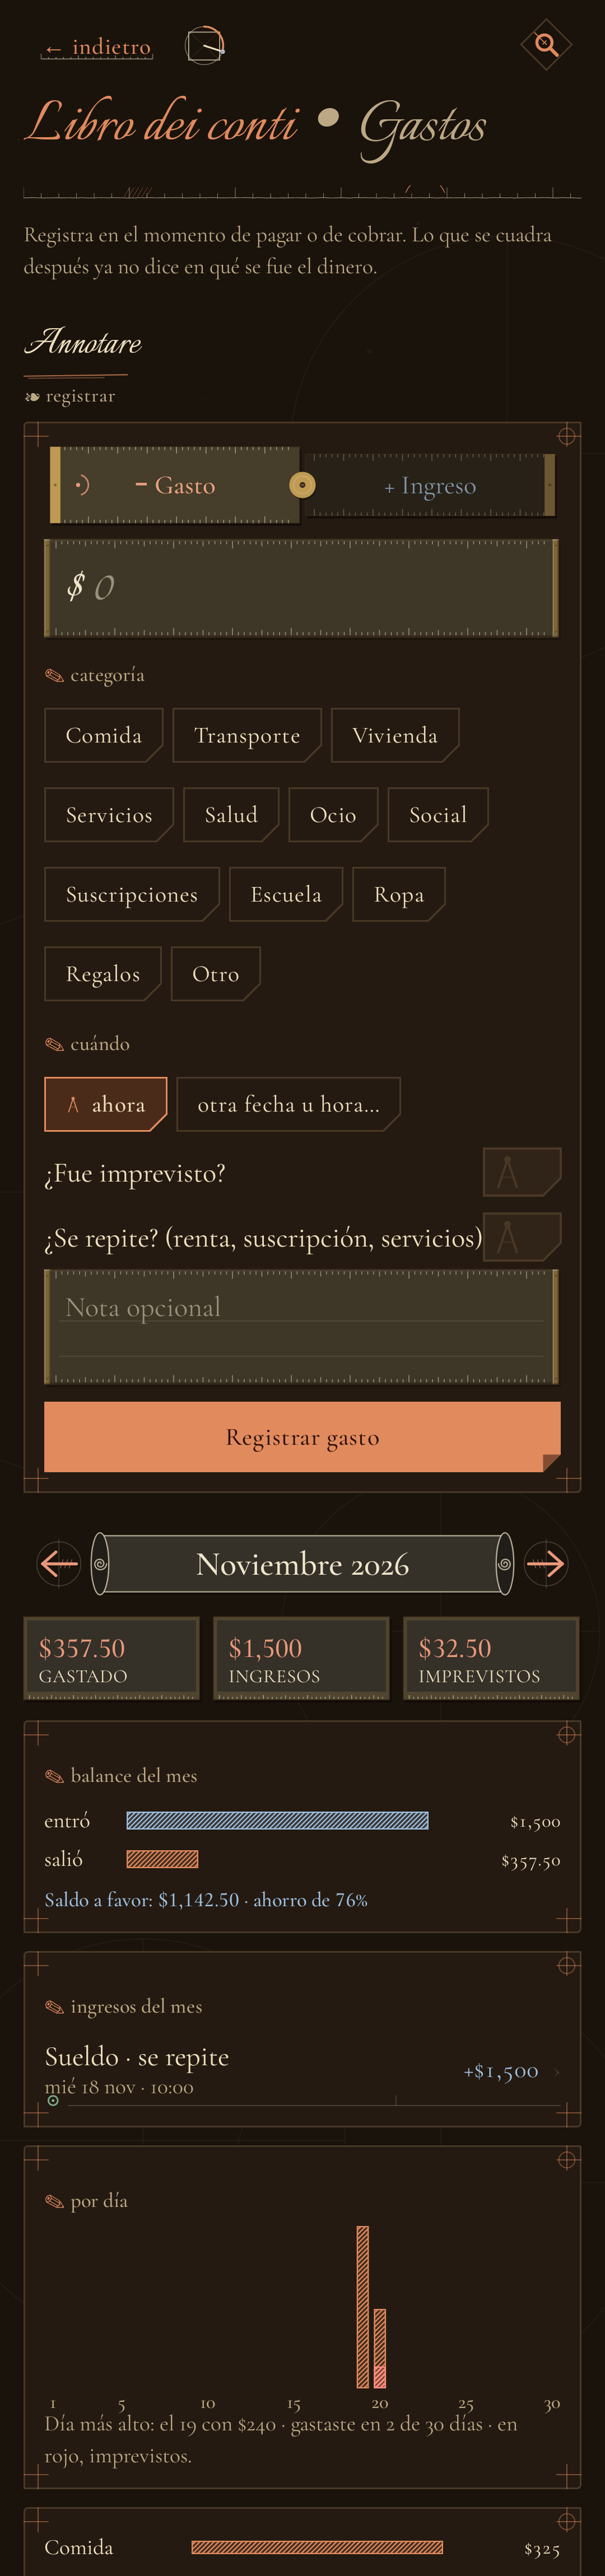 ← indietro
Libro dei conti • Gastos
Registra en el momento de pagar o de cobrar. Lo que se cuadra
después ya no dice en qué se fue el dinero.
Annotare
❧ registrar
− Gasto
+ Ingreso
$ 0
✎ categoría
Comida
Transporte
Vivienda
Servicios
Salud
Ocio
Social
Suscripciones
Escuela
Ropa
Regalos
Otro
✎ cuándo
ahora
otra fecha u hora...
¿Fue imprevisto?
¿Se repite? (renta, suscripción, servicios)
Nota opcional
Registrar gasto
Noviembre 2026
$357.50
GASTADO
$1,500
INGRESOS
$32.50
IMPREVISTOS
✎ balance del mes
entró $1,500
salió $357.50
Saldo a favor: $1,142.50 · ahorro de 76%
✎ ingresos del mes
Sueldo · se repite
mié 18 nov · 10:00
+$1,500 ›
✎ por día
1 5 10 15 20 25 30
Día más alto: el 19 con $240 · gastaste en 2 de 30 días · en
rojo, imprevistos.
Comida $325